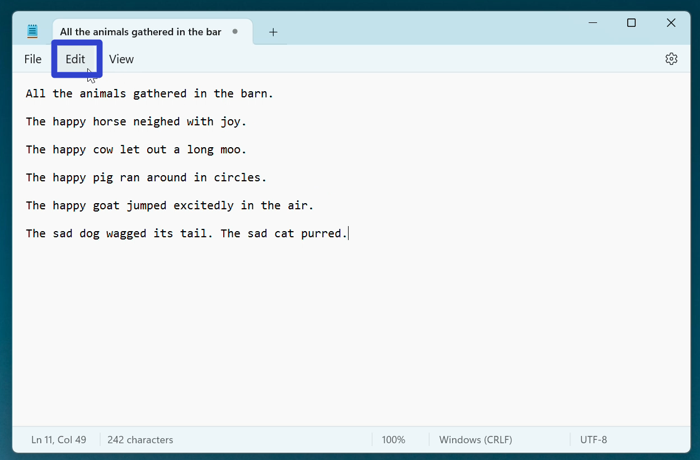 All the animals gathered in the bar
File Edit View
All the animals gathered in the barn.
The happy horse neighed with joy.
The happy cow let out a long moo.
The happy pig ran around in circles.
The happy goat jumped excitedly in the air.
The sad dog wagged its tail. The sad cat purred.
Ln 11, Col 49 242 characters 100% Windows (CRLF) UTF-8